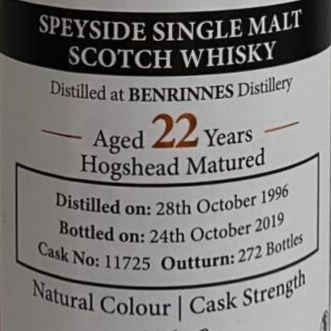 SPEYSIDE SINGLE MALT
SCOTCH WHISKY
Distilled at BENRINNES Distillery
Aged 22 Years
Hogshead Matured
Distilled on: 28th October 1996
Bottled on: 24th October 2019
Cask No: 11725 Outturn: 272 Bottles
Natural Colour | Cask Strength